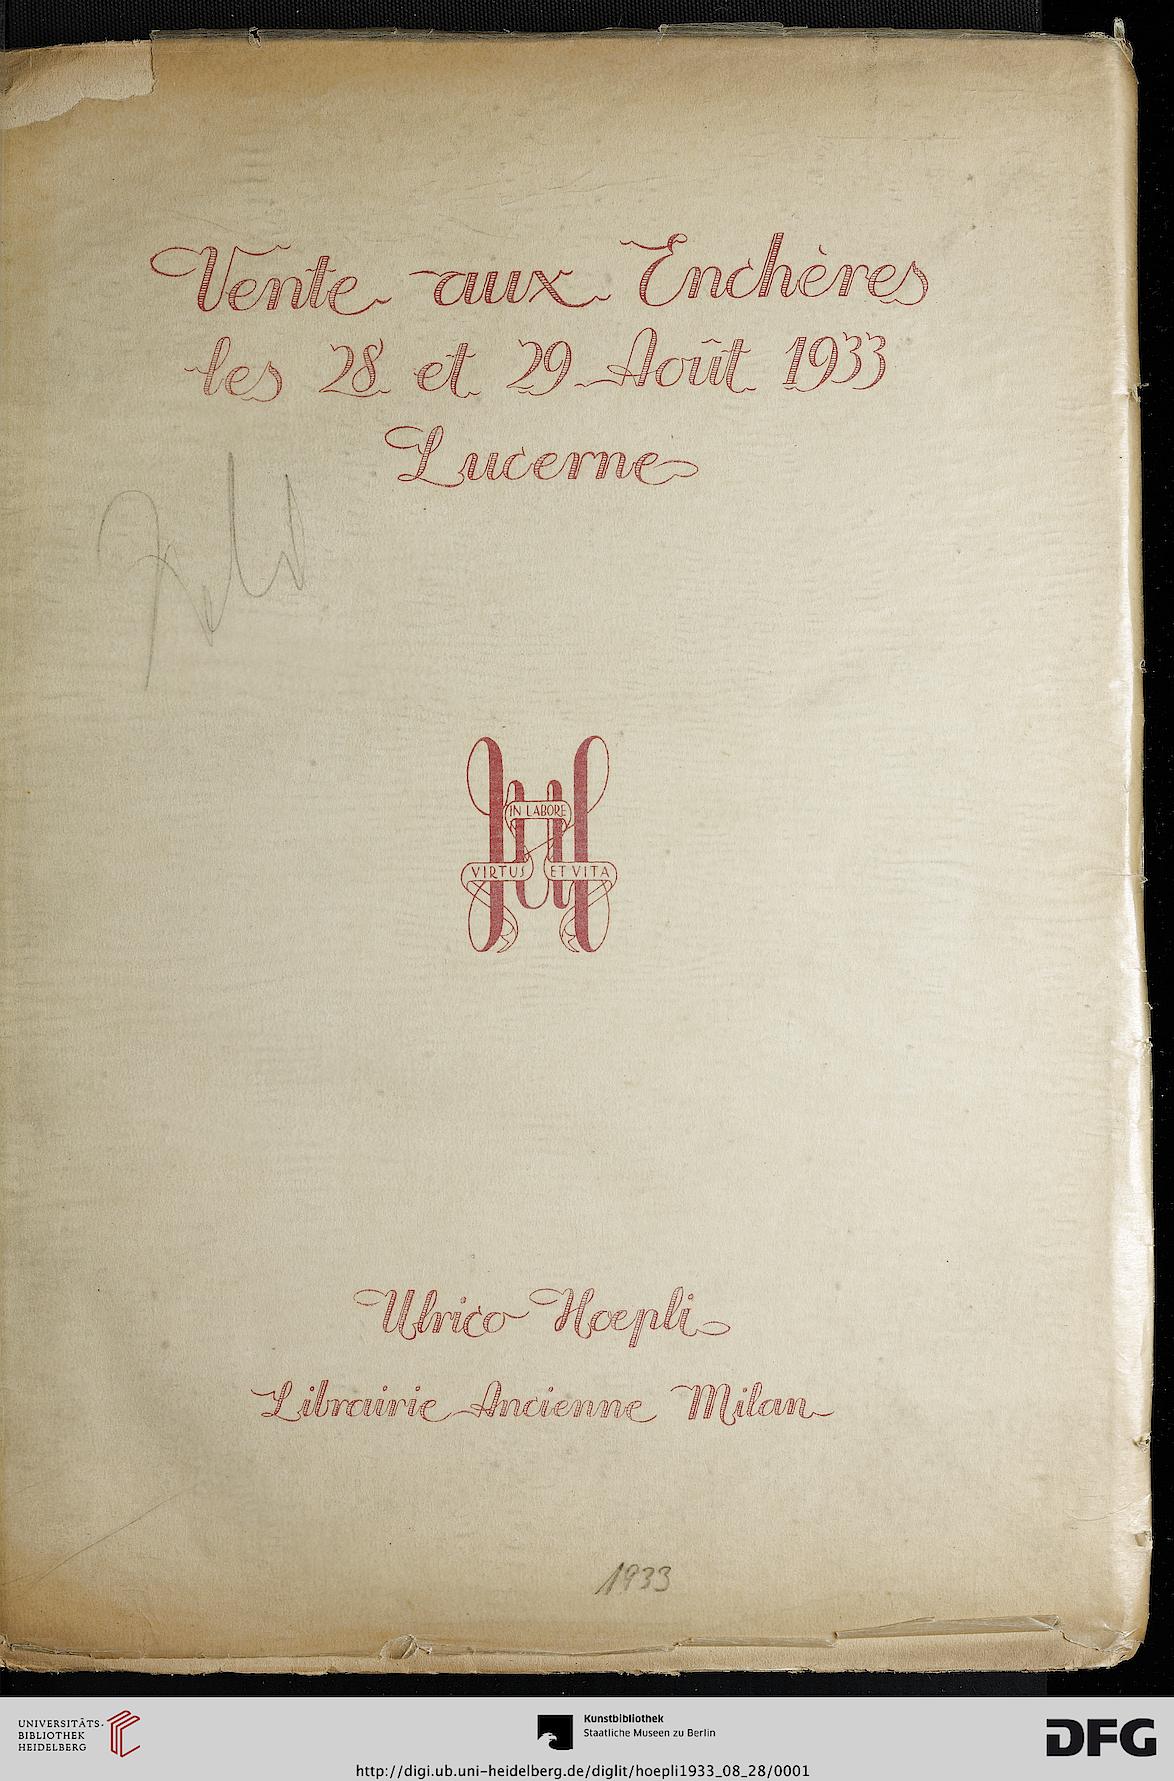 Vente aux Enchères
les 28 et 29 Août 1933
Lucerne
IN LABORE
VIRTUS ET VITA
Ulrico Hoepli
Librairie Ancienne Milan
1933
UNIVERSITÄTS-
BIBLIOTHEK
HEIDELBERG
Kunstbibliothek
Staatliche Museen zu Berlin
DFG
http://digi.ub.uni-heidelberg.de/diglit/hoepli1933_08_28/0001